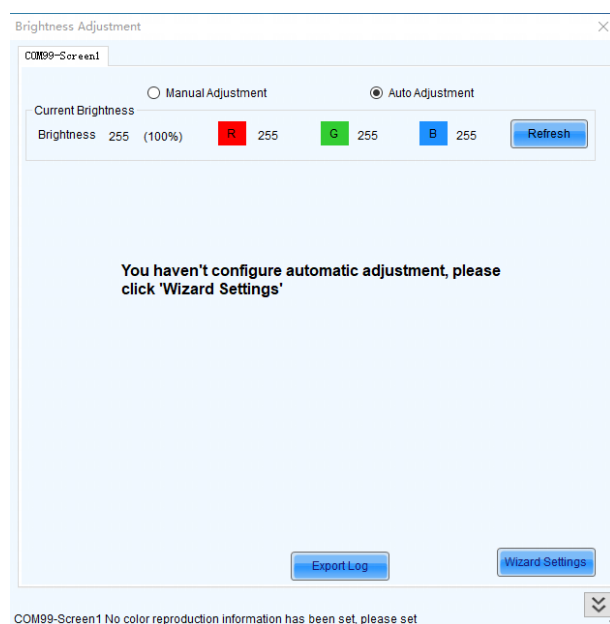 Brightness Adjustment
COM99-Screen1
Manual Adjustment Auto Adjustment
Current Brightness
Brightness 255 (100%) R 255 G 255 B 255 Refresh
You haven't configure automatic adjustment, please
click 'Wizard Settings'
Export Log Wizard Settings
COM99-Screen1 No color reproduction information has been set, please set